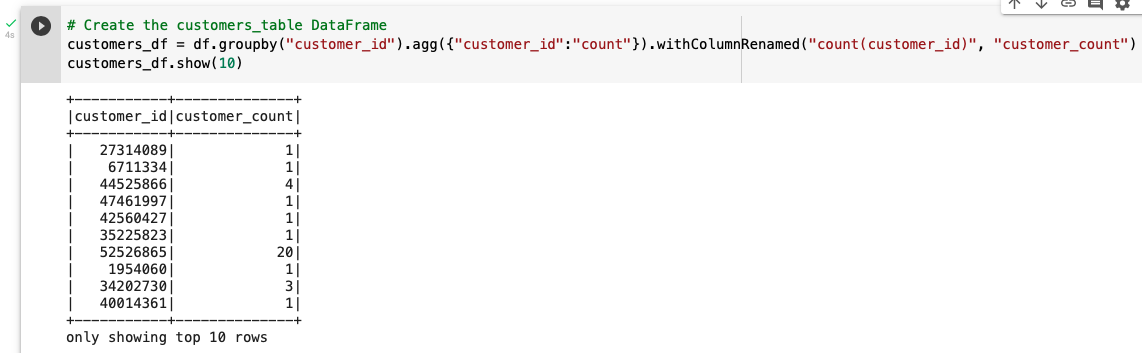 4s
# Create the customers_table DataFrame
customers_df = df.groupby("customer_id").agg({"customer_id":"count"}).withColumnRenamed("count(customer_id)", "customer_count")
customers_df.show(10)
+-----------+--------------+
|customer_id|customer_count|
+-----------+--------------+
|   27314089|             1|
|    6711334|             1|
|   44525866|             4|
|   47461997|             1|
|   42560427|             1|
|   35225823|             1|
|   52526865|            20|
|    1954060|             1|
|   34202730|             3|
|   40014361|             1|
+-----------+--------------+
only showing top 10 rows